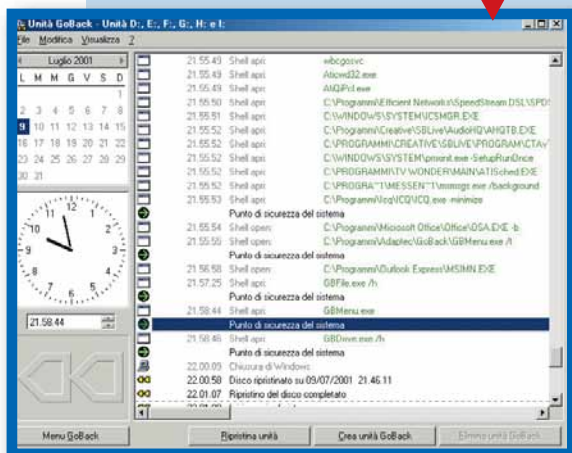 Unità GoBack - Unità D:, E:, F:, G:, H: e I:
File Modifica Visualizza ?
Luglio 2001
L M M G V S D
1
2 3 4 5 6 7 8
9 10 11 12 13 14 15
16 17 18 19 20 21 22
23 24 25 26 27 28 29
30 31
12 1 2 3 4 5 6 7 8 9 10 11
21.58.44
21.55.49 Shell apri: wbcgosvc
21.55.49 Shell apri: Aticwd32.exe
21.55.49 Shell apri: AtiQiPcl.exe
21.55.50 Shell apri: C:\Programmi\Efficient Networks\SpeedStream DSL\SPDS
21.55.51 Shell apri: C:\WINDOWS\SYSTEM\ICSMGR.EXE
21.55.52 Shell apri: C:\Programmi\Creative\SBLive\AudioHQ\AHQTB.EXE
21.55.52 Shell apri: C:\PROGRAMMI\CREATIVE\SBLIVE\PROGRAM\CTAV
21.55.52 Shell apri: C:\WINDOWS\SYSTEM\pmxinit.exe -SetupRunOnce
21.55.52 Shell apri: C:\PROGRAMMI\TV WONDER\MAIN\ATISched.EXE
21.55.52 Shell apri: C:\PROGRA~1\MESSEN~1\msmsgs.exe /background
21.55.53 Shell apri: C:\Programmi\Icq\ICQ\ICQ.exe -minimize
Punto di sicurezza del sistema
21.55.54 Shell open: C:\Programmi\Microsoft Office\Office\OSA.EXE -b
21.55.55 Shell open: C:\Programmi\Adaptec\GoBack\GBMenu.exe /t
Punto di sicurezza del sistema
21.56.58 Shell open: C:\Programmi\Outlook Express\MSIMN.EXE
21.57.25 Shell apri: GBFile.exe /h
Punto di sicurezza del sistema
21.58.44 Shell apri: GBMenu.exe
Punto di sicurezza del sistema
21.58.46 Shell apri: GBDrive.exe /h
Punto di sicurezza del sistema
22.00.09 Chiusura di Windows
22.00.58 Disco ripristinato su 09/07/2001 21.46.11
22.01.07 Ripristino del disco completato
Menu GoBack
Ripristina unità
Crea unità GoBack
Elimina unità GoBack